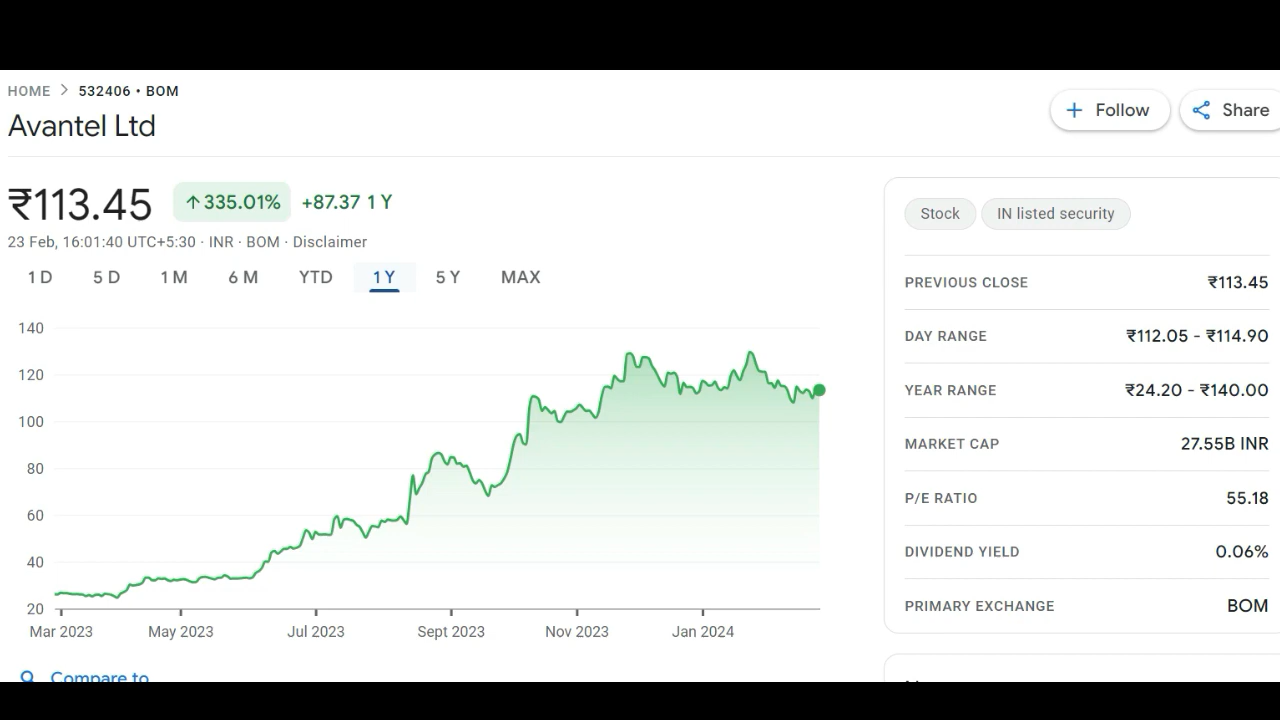 HOME > 532406 • BOM
Avantel Ltd
Follow
Share
₹113.45 ↑335.01% +87.37 1 Y
23 Feb, 16:01:40 UTC+5:30 · INR · BOM · Disclaimer
1 D 5 D 1 M 6 M YTD 1 Y 5 Y MAX
140
120
100
80
60
40
20
Mar 2023 May 2023 Jul 2023 Sept 2023 Nov 2023 Jan 2024
Compare to
Stock IN listed security
PREVIOUS CLOSE ₹113.45
DAY RANGE ₹112.05 - ₹114.90
YEAR RANGE ₹24.20 - ₹140.00
MARKET CAP 27.55B INR
P/E RATIO 55.18
DIVIDEND YIELD 0.06%
PRIMARY EXCHANGE BOM